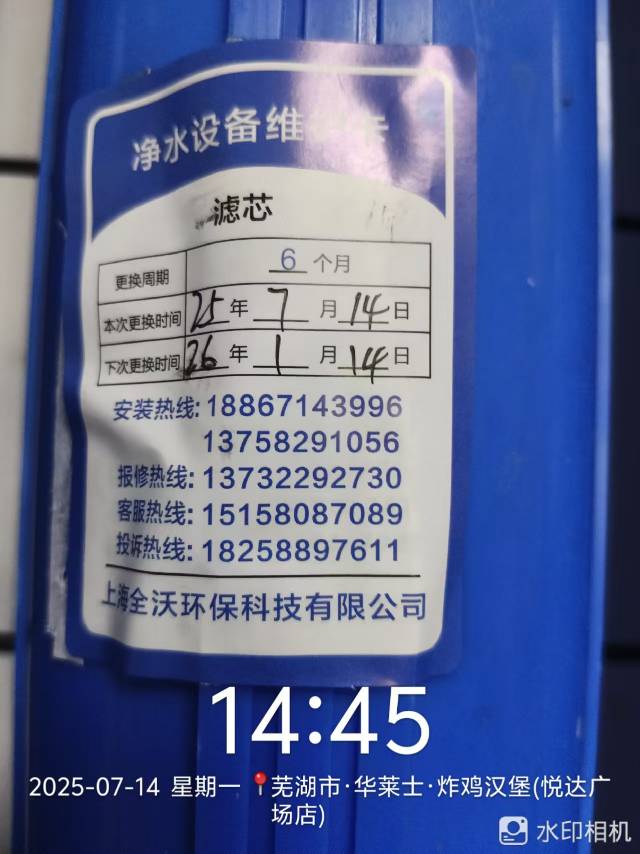 净水设备维护卡
滤芯
更换周期 6 个月
本次更换时间 25 年 7 月 14 日
下次更换时间 26 年 1 月 14 日
安装热线: 18867143996
13758291056
报修热线: 13732292730
客服热线: 15158087089
投诉热线: 18258897611
上海全沃环保科技有限公司
14:45
2025-07-14 星期一 芜湖市·华莱士·炸鸡汉堡(悦达广
场店)
水印相机